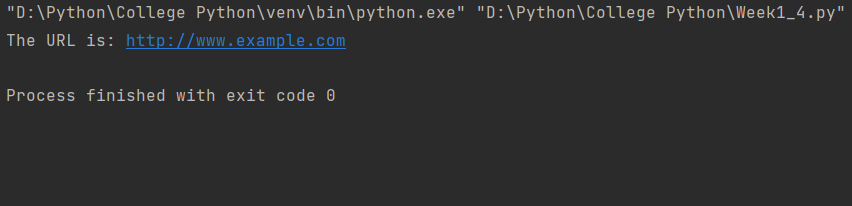 "D:\Python\College Python\venv\bin\python.exe" "D:\Python\College Python\Week1_4.py"
The URL is: http://www.example.com
Process finished with exit code 0